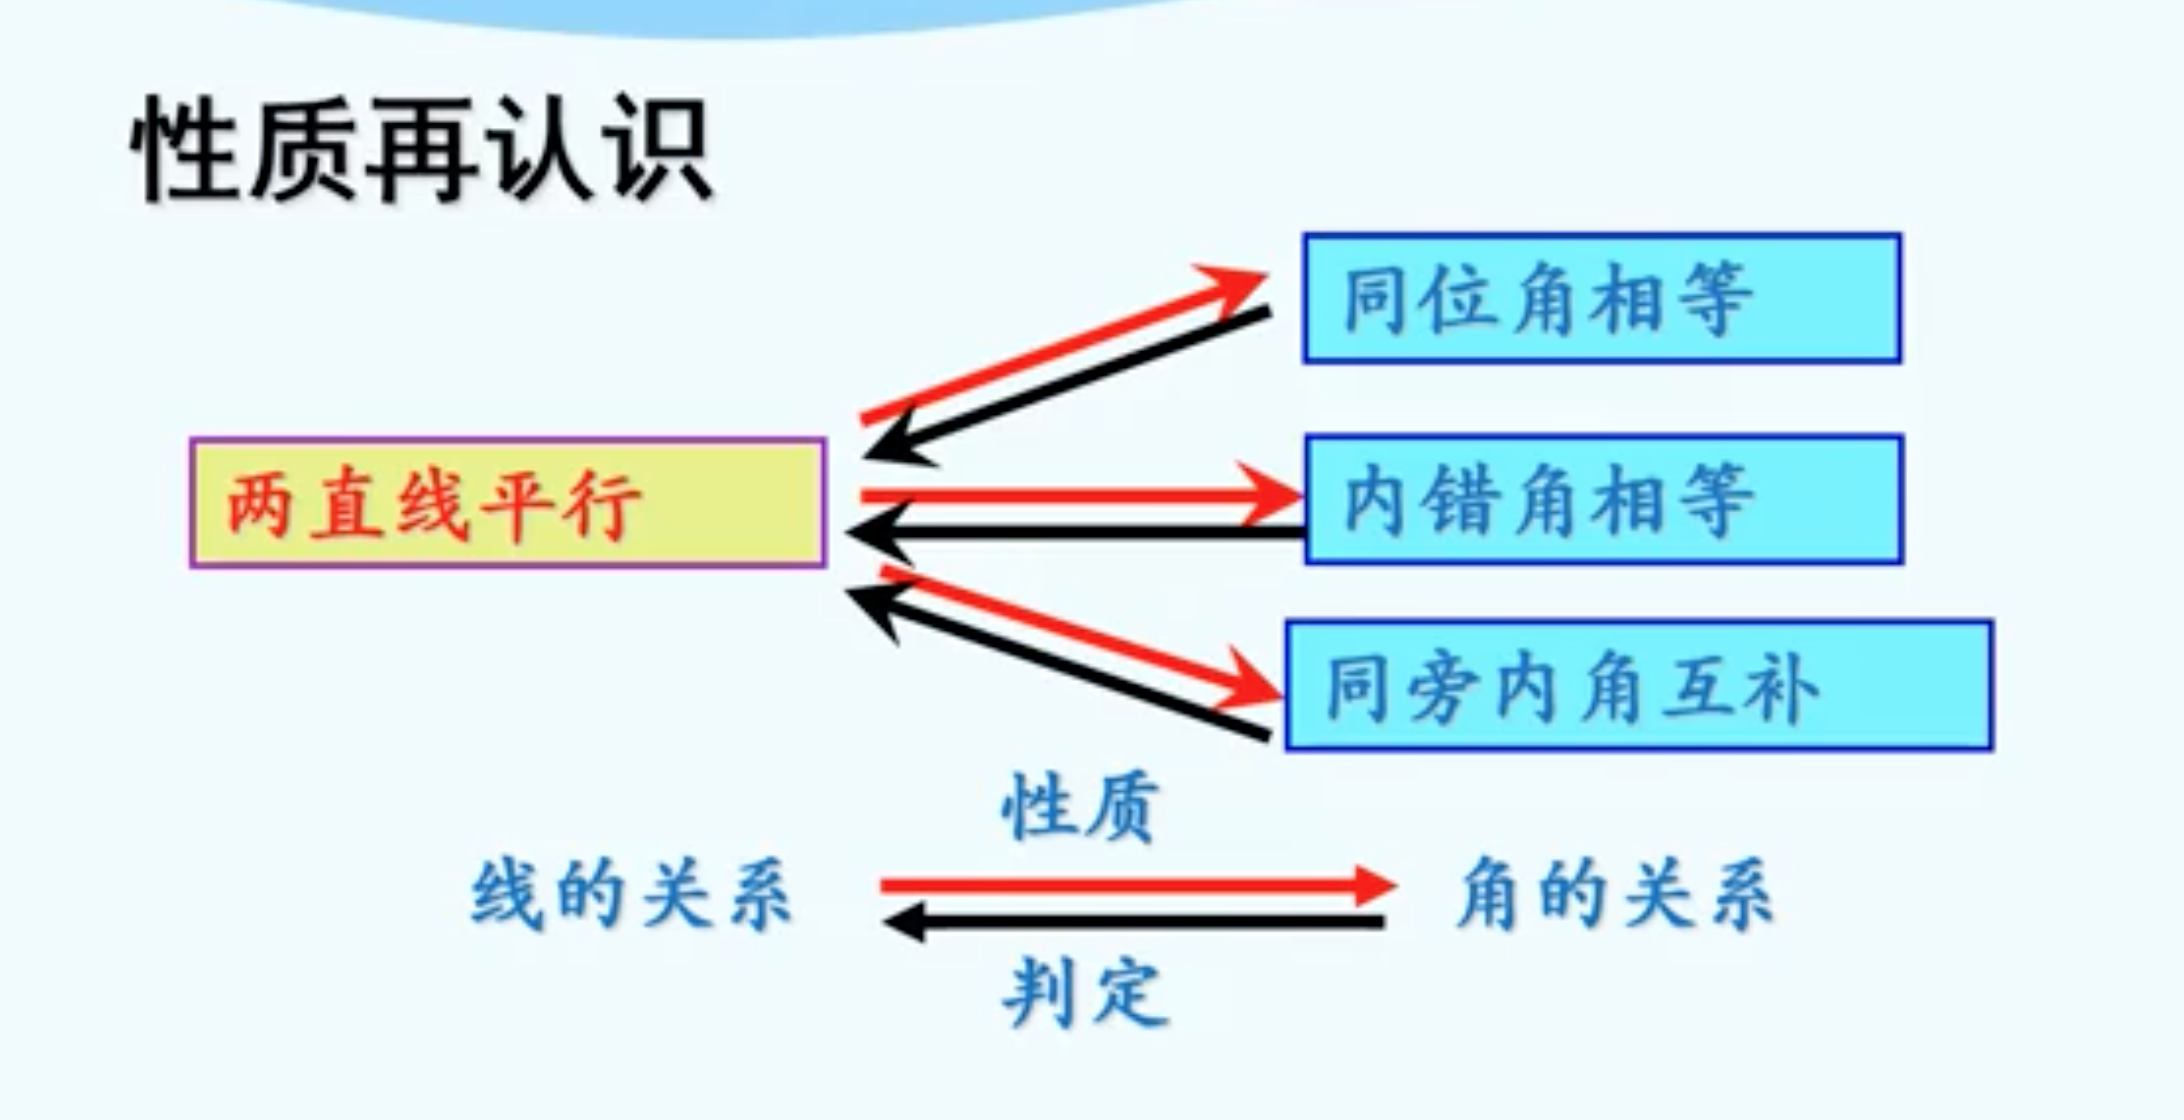 性质再认识
同位角相等
两直线平行
内错角相等
同旁内角互补
性质
线的关系
角的关系
判定